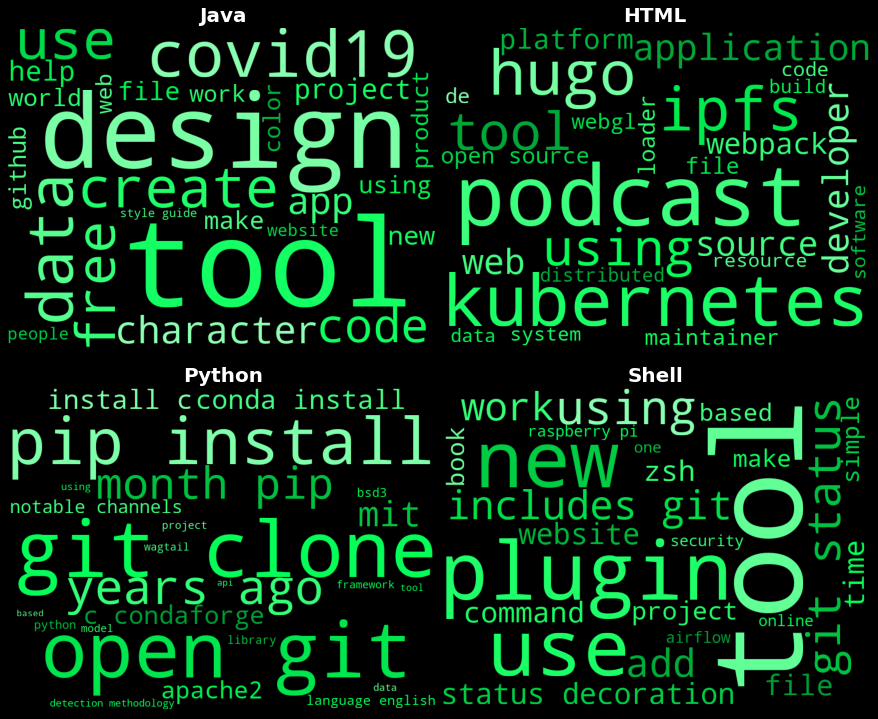 Java
use
covid19
help
web
world
file
work
color
project
product
design
github
data
create
app
using
style guide
make
website
new
free
tool
people
character
code
HTML
platform
application
hugo
code
build
de
ipfs
tool
webgl
loader
developer
open source
webpack
file
podcast
software
web
using
source
resource
distributed
kubernetes
data
system
maintainer
Python
install c
conda install
pip install
using
month pip
bsd3
notable channels
mit
project
git clone
wagtail
years ago
api
framework
tool
based
c condaforge
python
model
library
open git
apache2
data
detection methodology
language english
Shell
work
using
based
tool
git status
simple
raspberry pi
one
book
new
zsh
make
includes git
website
security
plugin
time
command
project
online
use
airflow
add
file
status decoration